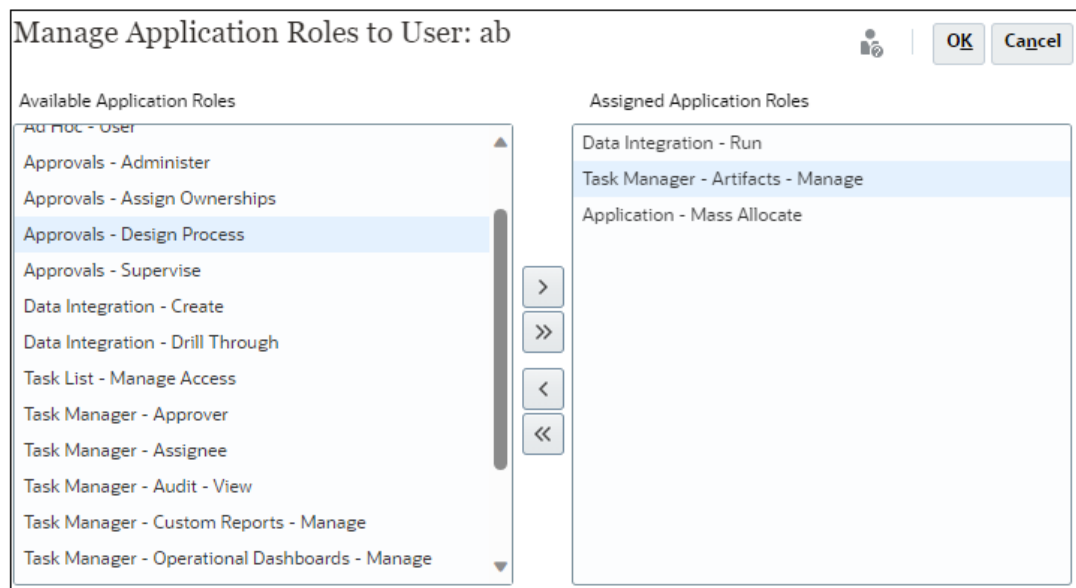 Manage Application Roles to User: ab
OK
Cancel
Available Application Roles
Ad Hoc - User
Approvals - Administer
Approvals - Assign Ownerships
Approvals - Design Process
Approvals - Supervise
Data Integration - Create
Data Integration - Drill Through
Task List - Manage Access
Task Manager - Approver
Task Manager - Assignee
Task Manager - Audit - View
Task Manager - Custom Reports - Manage
Task Manager - Operational Dashboards - Manage
Assigned Application Roles
Data Integration - Run
Task Manager - Artifacts - Manage
Application - Mass Allocate